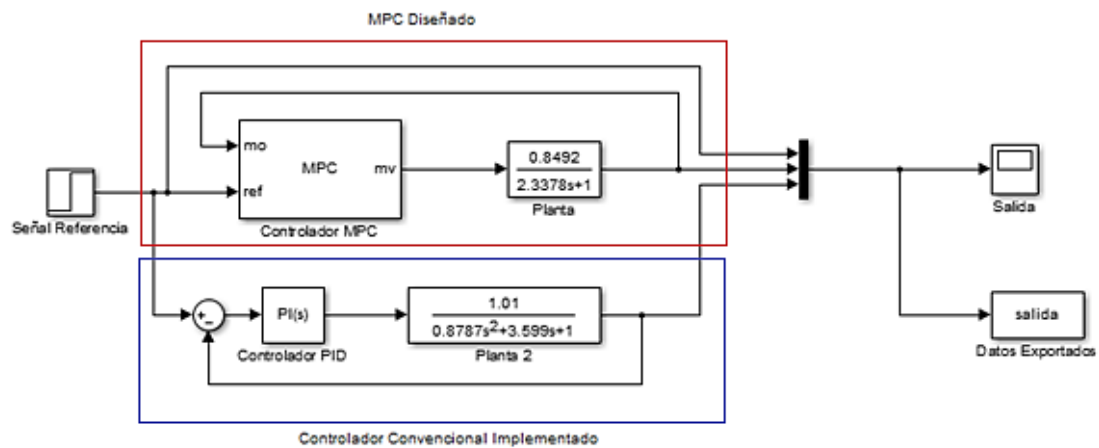 MPC Diseñado
mo
MPC
mv
ref
Controlador MPC
0.8492
2.3378s+1
Planta
Señal Referencia
Salida
PI(s)
Controlador PID
1.01
0.8787s²+3.599s+1
Planta 2
+
−
salida
Datos Exportados
Controlador Convencional Implementado